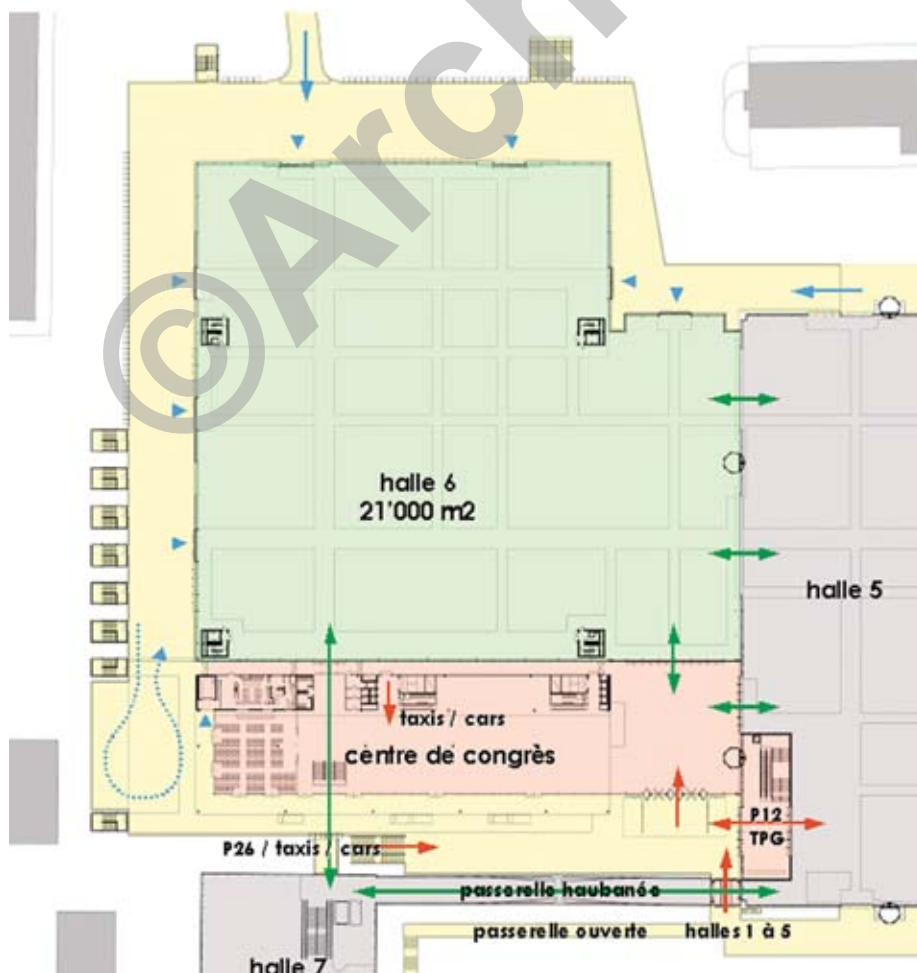 ©Arch
halle 6
21'000 m2
halle 5
taxis / cars
centre de congrès
P12
TPG
P26 / taxis / cars
passerelle haubanée
passerelle ouverte halles 1 à 5
halle 7